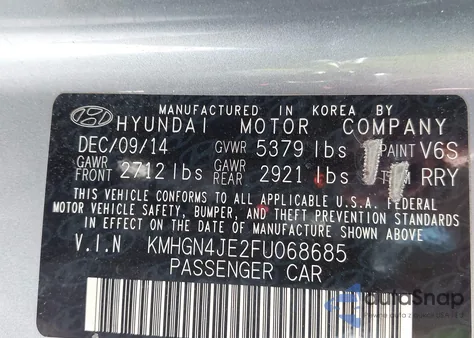 MANUFACTURED IN KOREA BY
HYUNDAI MOTOR COMPANY
DEC/09/14 GVWR 5379 lbs PAINT V6S
GAWR FRONT 2712 lbs GAWR REAR 2921 lbs RRY
THIS VEHICLE CONFORMS TO ALL APPLICABLE U.S.A. FEDERAL
MOTOR VEHICLE SAFETY, BUMPER, AND THEFT PREVENTION STANDARDS
IN EFFECT ON THE DATE OF MANUFACTURE SHOWN ABOVE.
V.I.N KMHGN4JE2FU068685
PASSENGER CAR
autoSnap